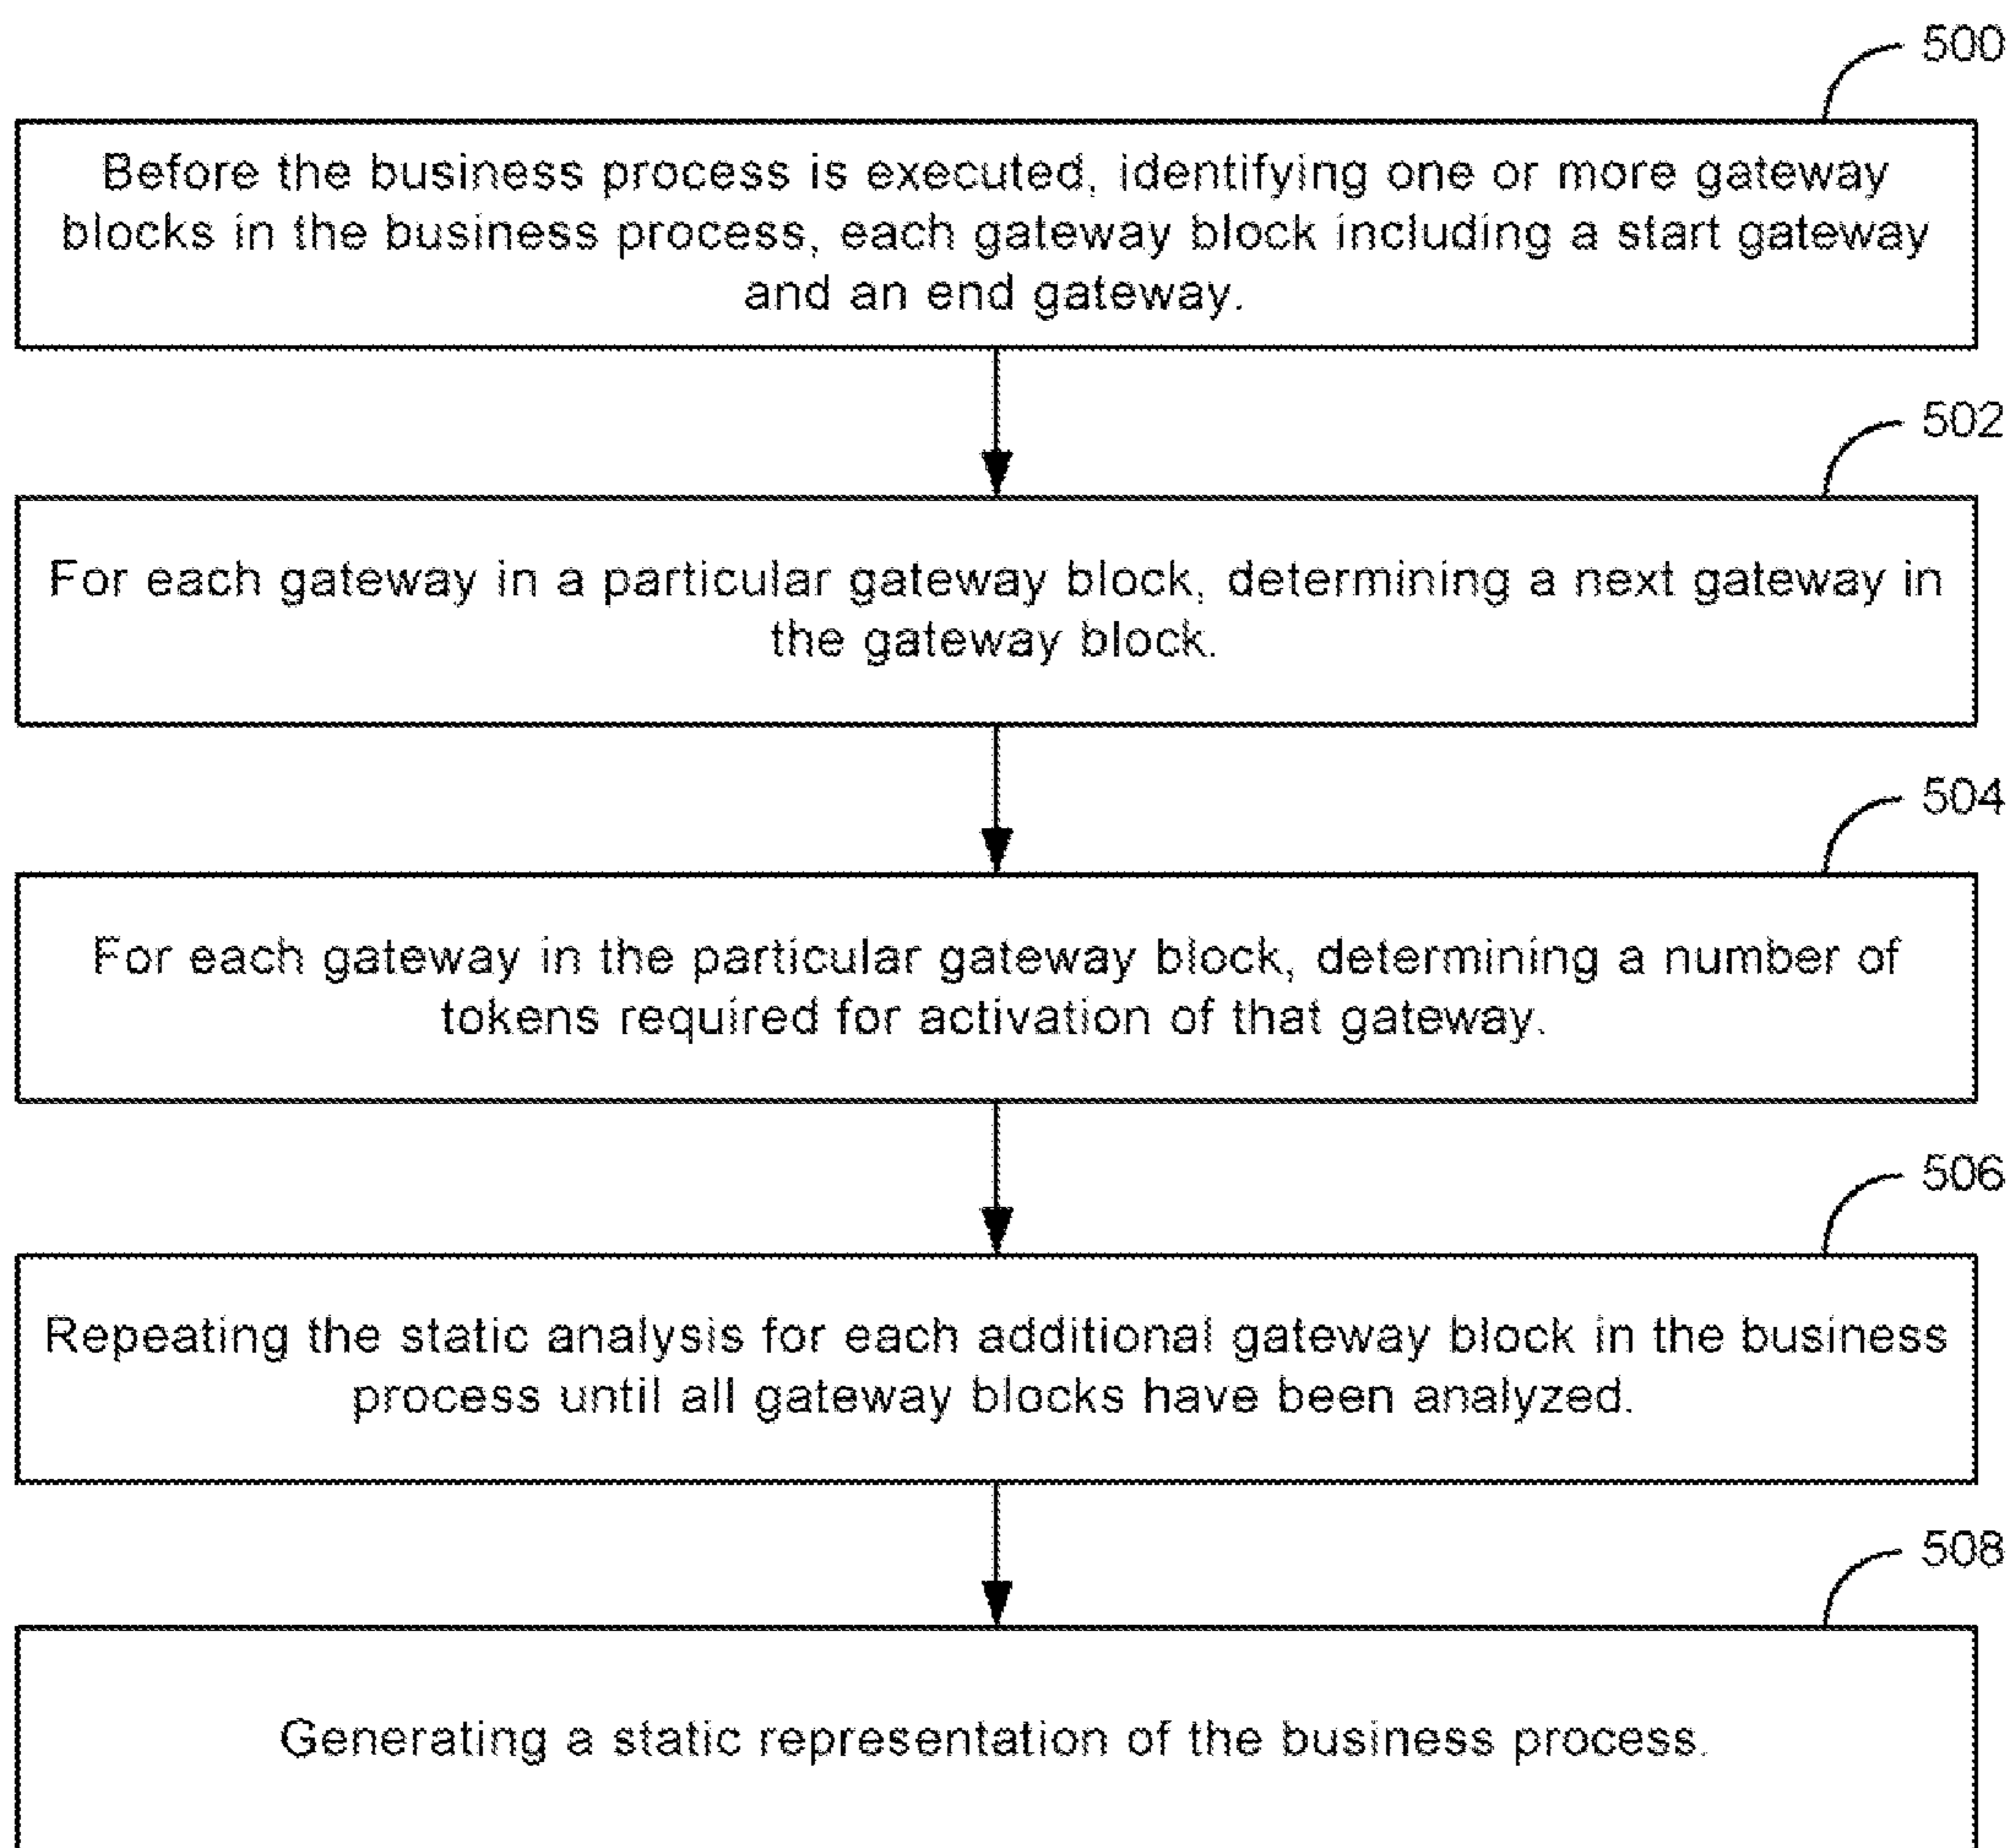 500
Before the business process is executed, identifying one or more gateway
blocks in the business process, each gateway block including a start gateway
and an end gateway.
502
For each gateway in a particular gateway block, determining a next gateway in
the gateway block.
504
For each gateway in the particular gateway block, determining a number of
tokens required for activation of that gateway.
506
Repeating the static analysis for each additional gateway block in the business
process until all gateway blocks have been analyzed.
508
Generating a static representation of the business process.